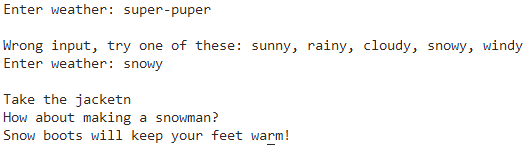 Enter weather: super-puper
Wrong input, try one of these: sunny, rainy, cloudy, snowy, windy
Enter weather: snowy
Take the jacketn
How about making a snowman?
Snow boots will keep your feet warm!